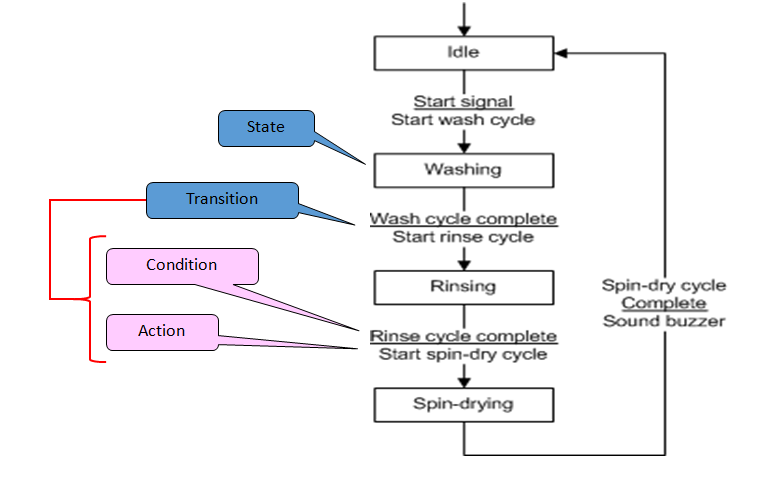 Idle
Start signal
Start wash cycle
State
Washing
Transition
Wash cycle complete
Start rinse cycle
Condition
Rinsing
Spin-dry cycle
Complete
Sound buzzer
Action
Rinse cycle complete
Start spin-dry cycle
Spin-drying